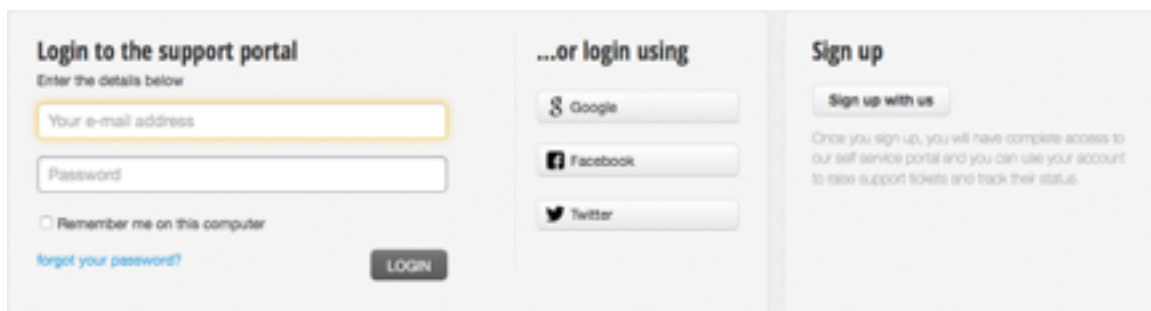 Login to the support portal
Enter the details below
Your e-mail address
Password
Remember me on this computer
forgot your password?
LOGIN
...or login using
Google
Facebook
Twitter
Sign up
Sign up with us
Once you sign up, you will have complete access to
our self service portal and you can use your account
to raise support tickets and track their status.